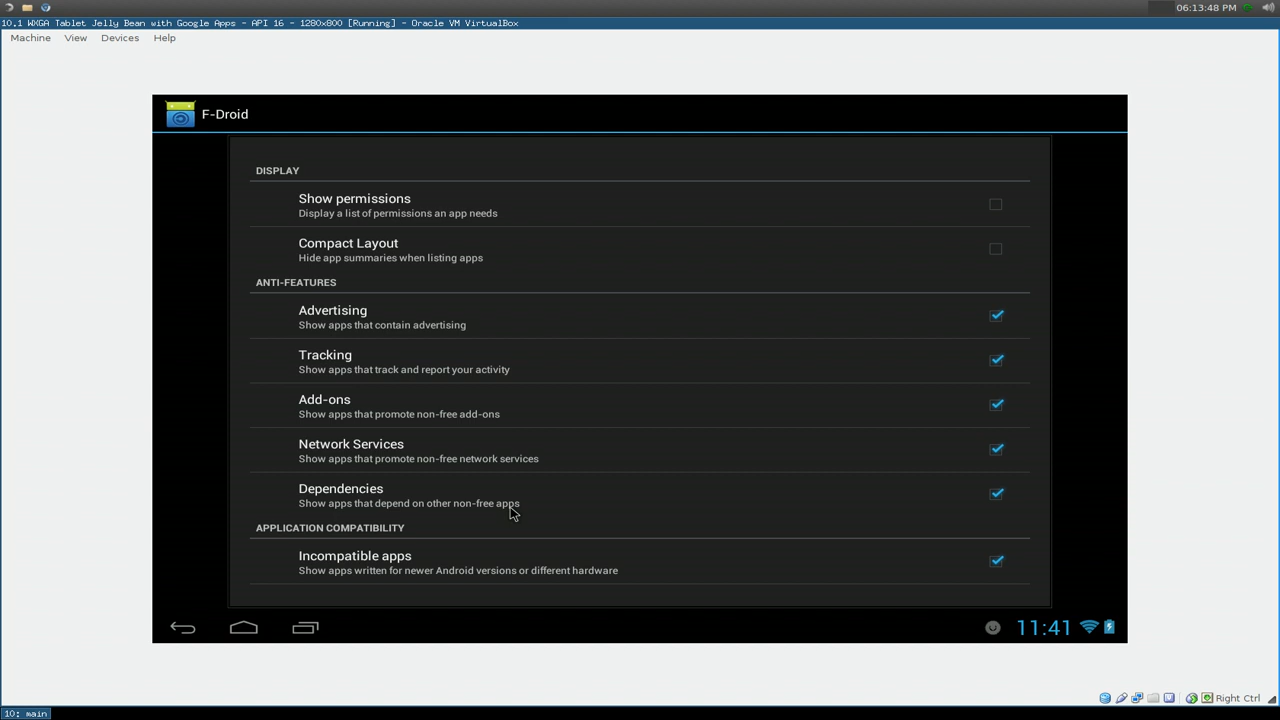 06:13:48 PM
10,1 WXGA Tablet Jelly Bean with Google Apps - API 16 - 1280x800 [Running] - Oracle VM VirtualBox
Machine View Devices Help
F-Droid
DISPLAY
Show permissions
Display a list of permissions an app needs
Compact Layout
Hide app summaries when listing apps
ANTI-FEATURES
Advertising
Show apps that contain advertising
Tracking
Show apps that track and report your activity
Add-ons
Show apps that promote non-free add-ons
Network Services
Show apps that promote non-free network services
Dependencies
Show apps that depend on other non-free apps
APPLICATION COMPATIBILITY
Incompatible apps
Show apps written for newer Android versions or different hardware
11:41
Right Ctrl
10: main